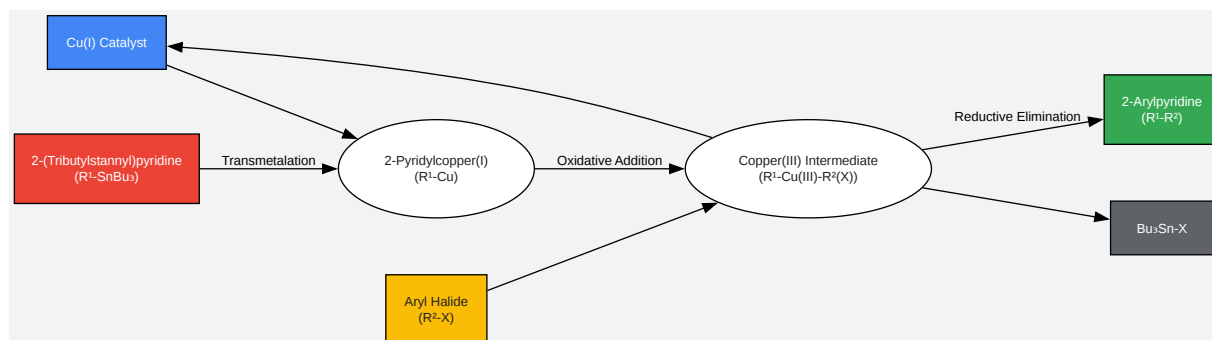 Cu(I) Catalyst
2-(Tributylstannyl)pyridine
(R¹-SnBu₃)
Transmetalation
2-Pyridylcopper(I)
(R¹-Cu)
Oxidative Addition
Copper(III) Intermediate
(R¹-Cu(III)-R²(X))
Aryl Halide
(R²-X)
Reductive Elimination
2-Arylpyridine
(R¹-R²)
Bu₃Sn-X